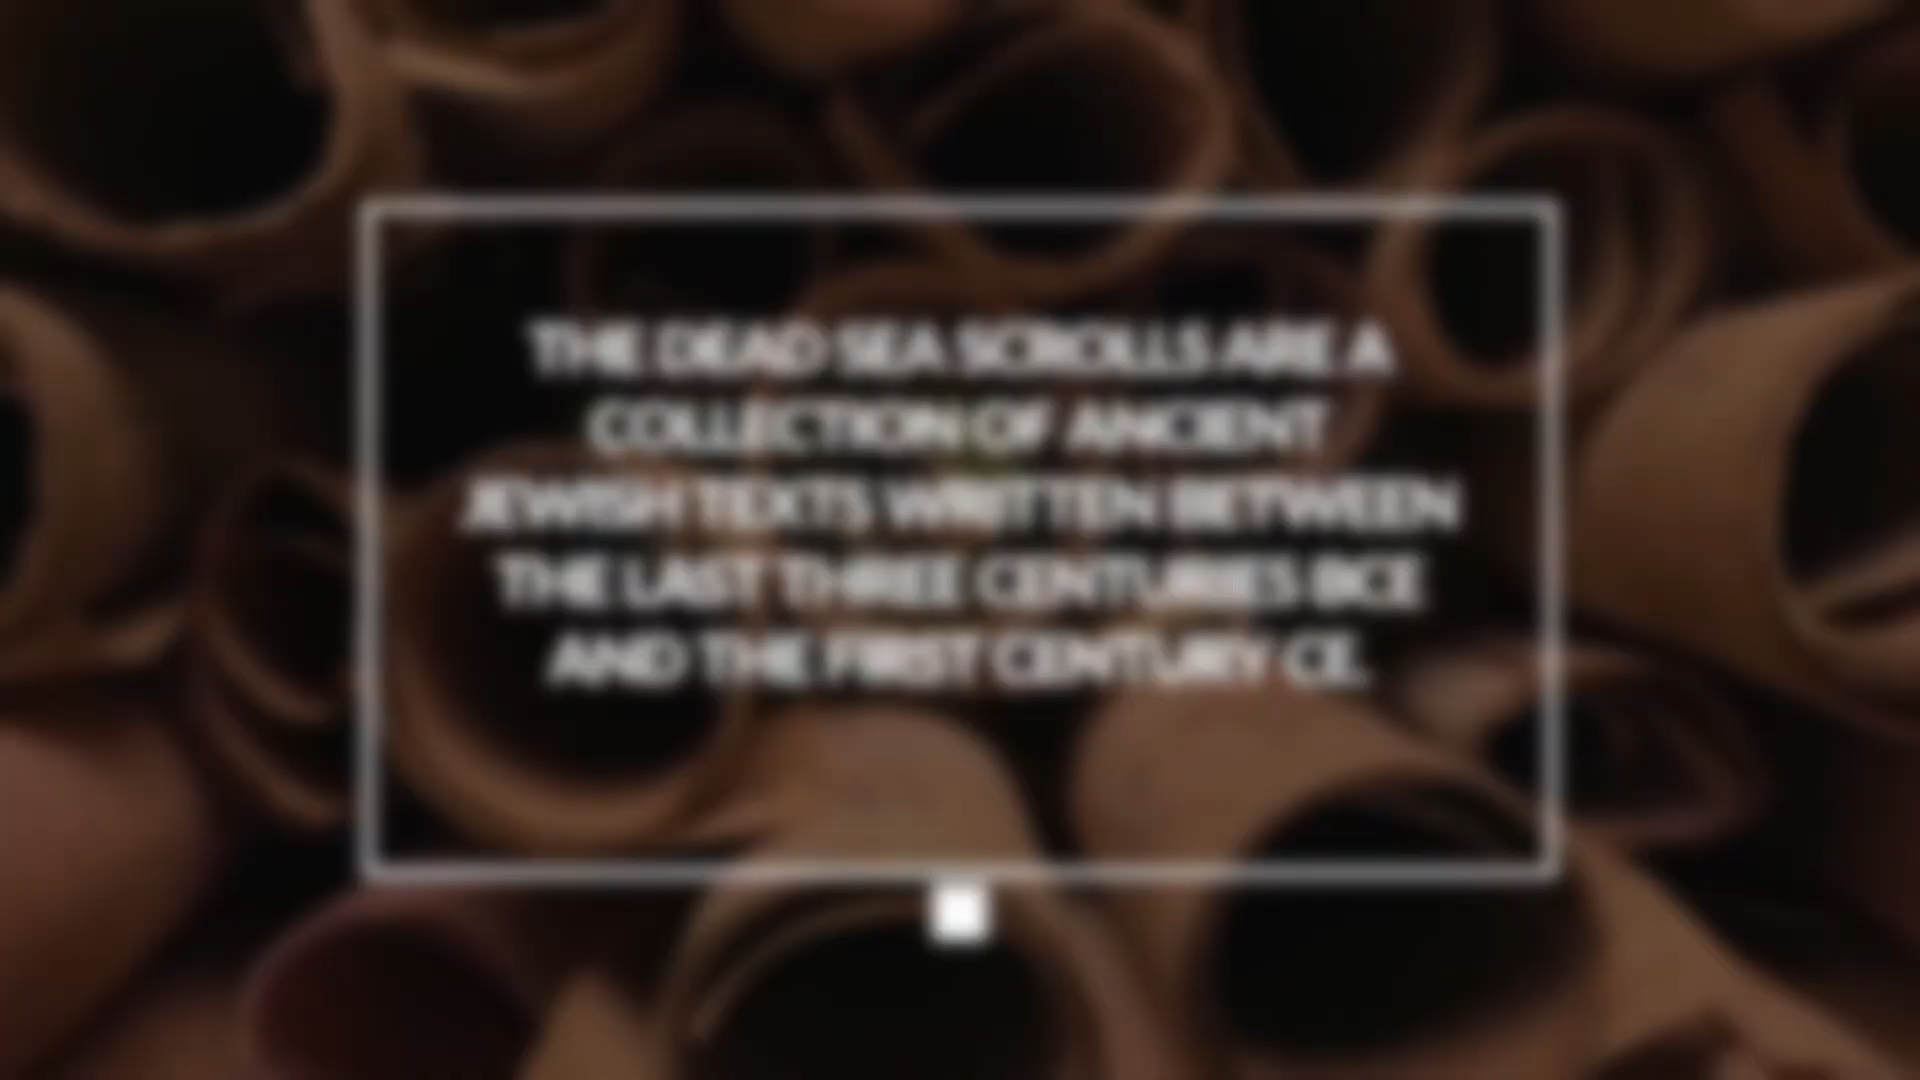 THE DEAD SEA SCROLLS ARE A
COLLECTION OF ANCIENT
JEWISH TEXTS WRITTEN BETWEEN
THE LAST THREE CENTURIES BCE
AND THE FIRST CENTURY CE.